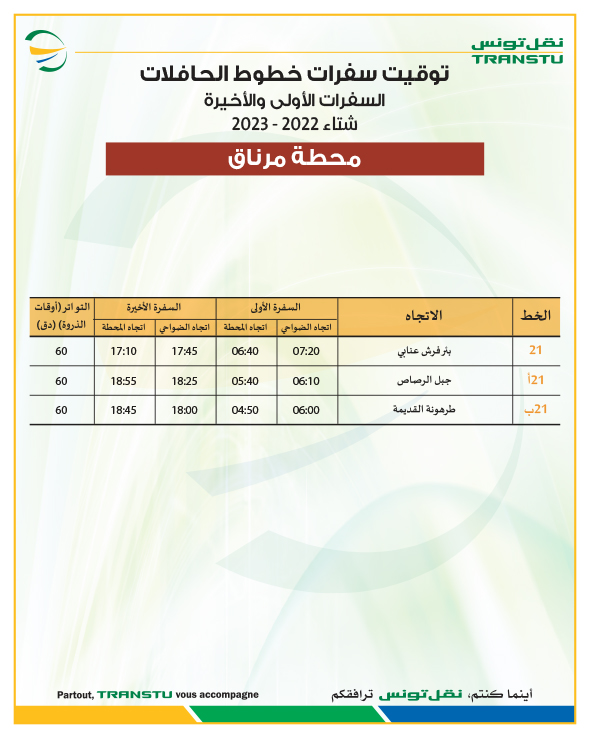 نقل تونس
TRANSTU
توقيت سفرات خطوط الحافلات
السفرات الأولى والأخيرة
شتاء 2022 - 2023
محطة مرناق
الخط الاتجاه السفرة الأولى السفرة الأخيرة التواتر (أوقات الذروة) (دق)
اتجاه الضواحي اتجاه المحطة اتجاه الضواحي اتجاه المحطة
21 بئر فرش عنابي 07:20 06:40 17:45 17:10 60
21أ جبل الرصاص 06:10 05:40 18:25 18:55 60
21ب طرهونة القديمة 06:00 04:50 18:00 18:45 60
أينما كنتم، نقل تونس ترافقكم
Partout, TRANSTU vous accompagne